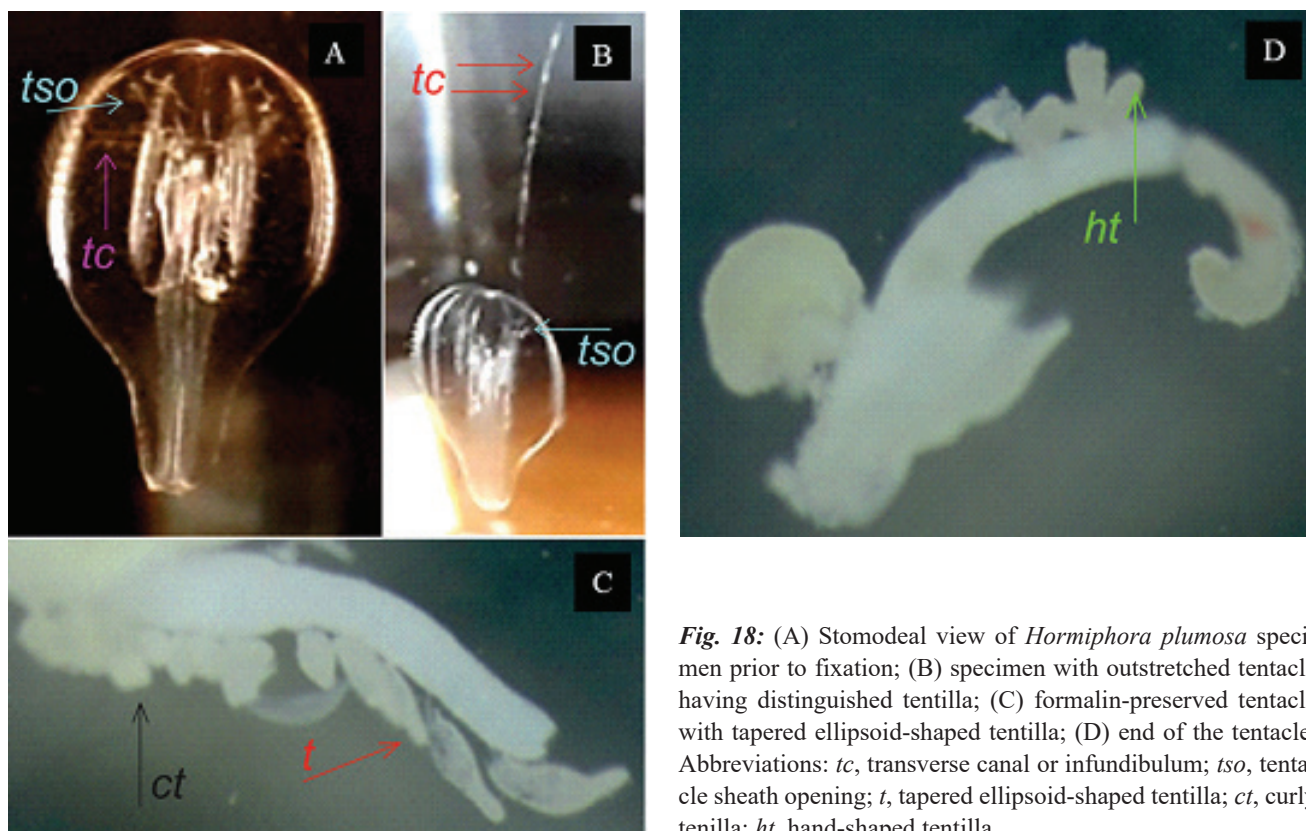 A
tso
tc
B
tc
tso
C
ct
t
D
ht
Fig. 18: (A) Stomodeal view of Hormiphora plumosa speci-
men prior to fixation; (B) specimen with outstretched tentacl
having distinguished tentilla; (C) formalin-preserved tentacl
with tapered ellipsoid-shaped tentilla; (D) end of the tentacle
Abbreviations: tc, transverse canal or infundibulum; tso, tenta-
cle sheath opening; t, tapered ellipsoid-shaped tentilla; ct, curly
tenilla; ht, hand-shaped tentilla